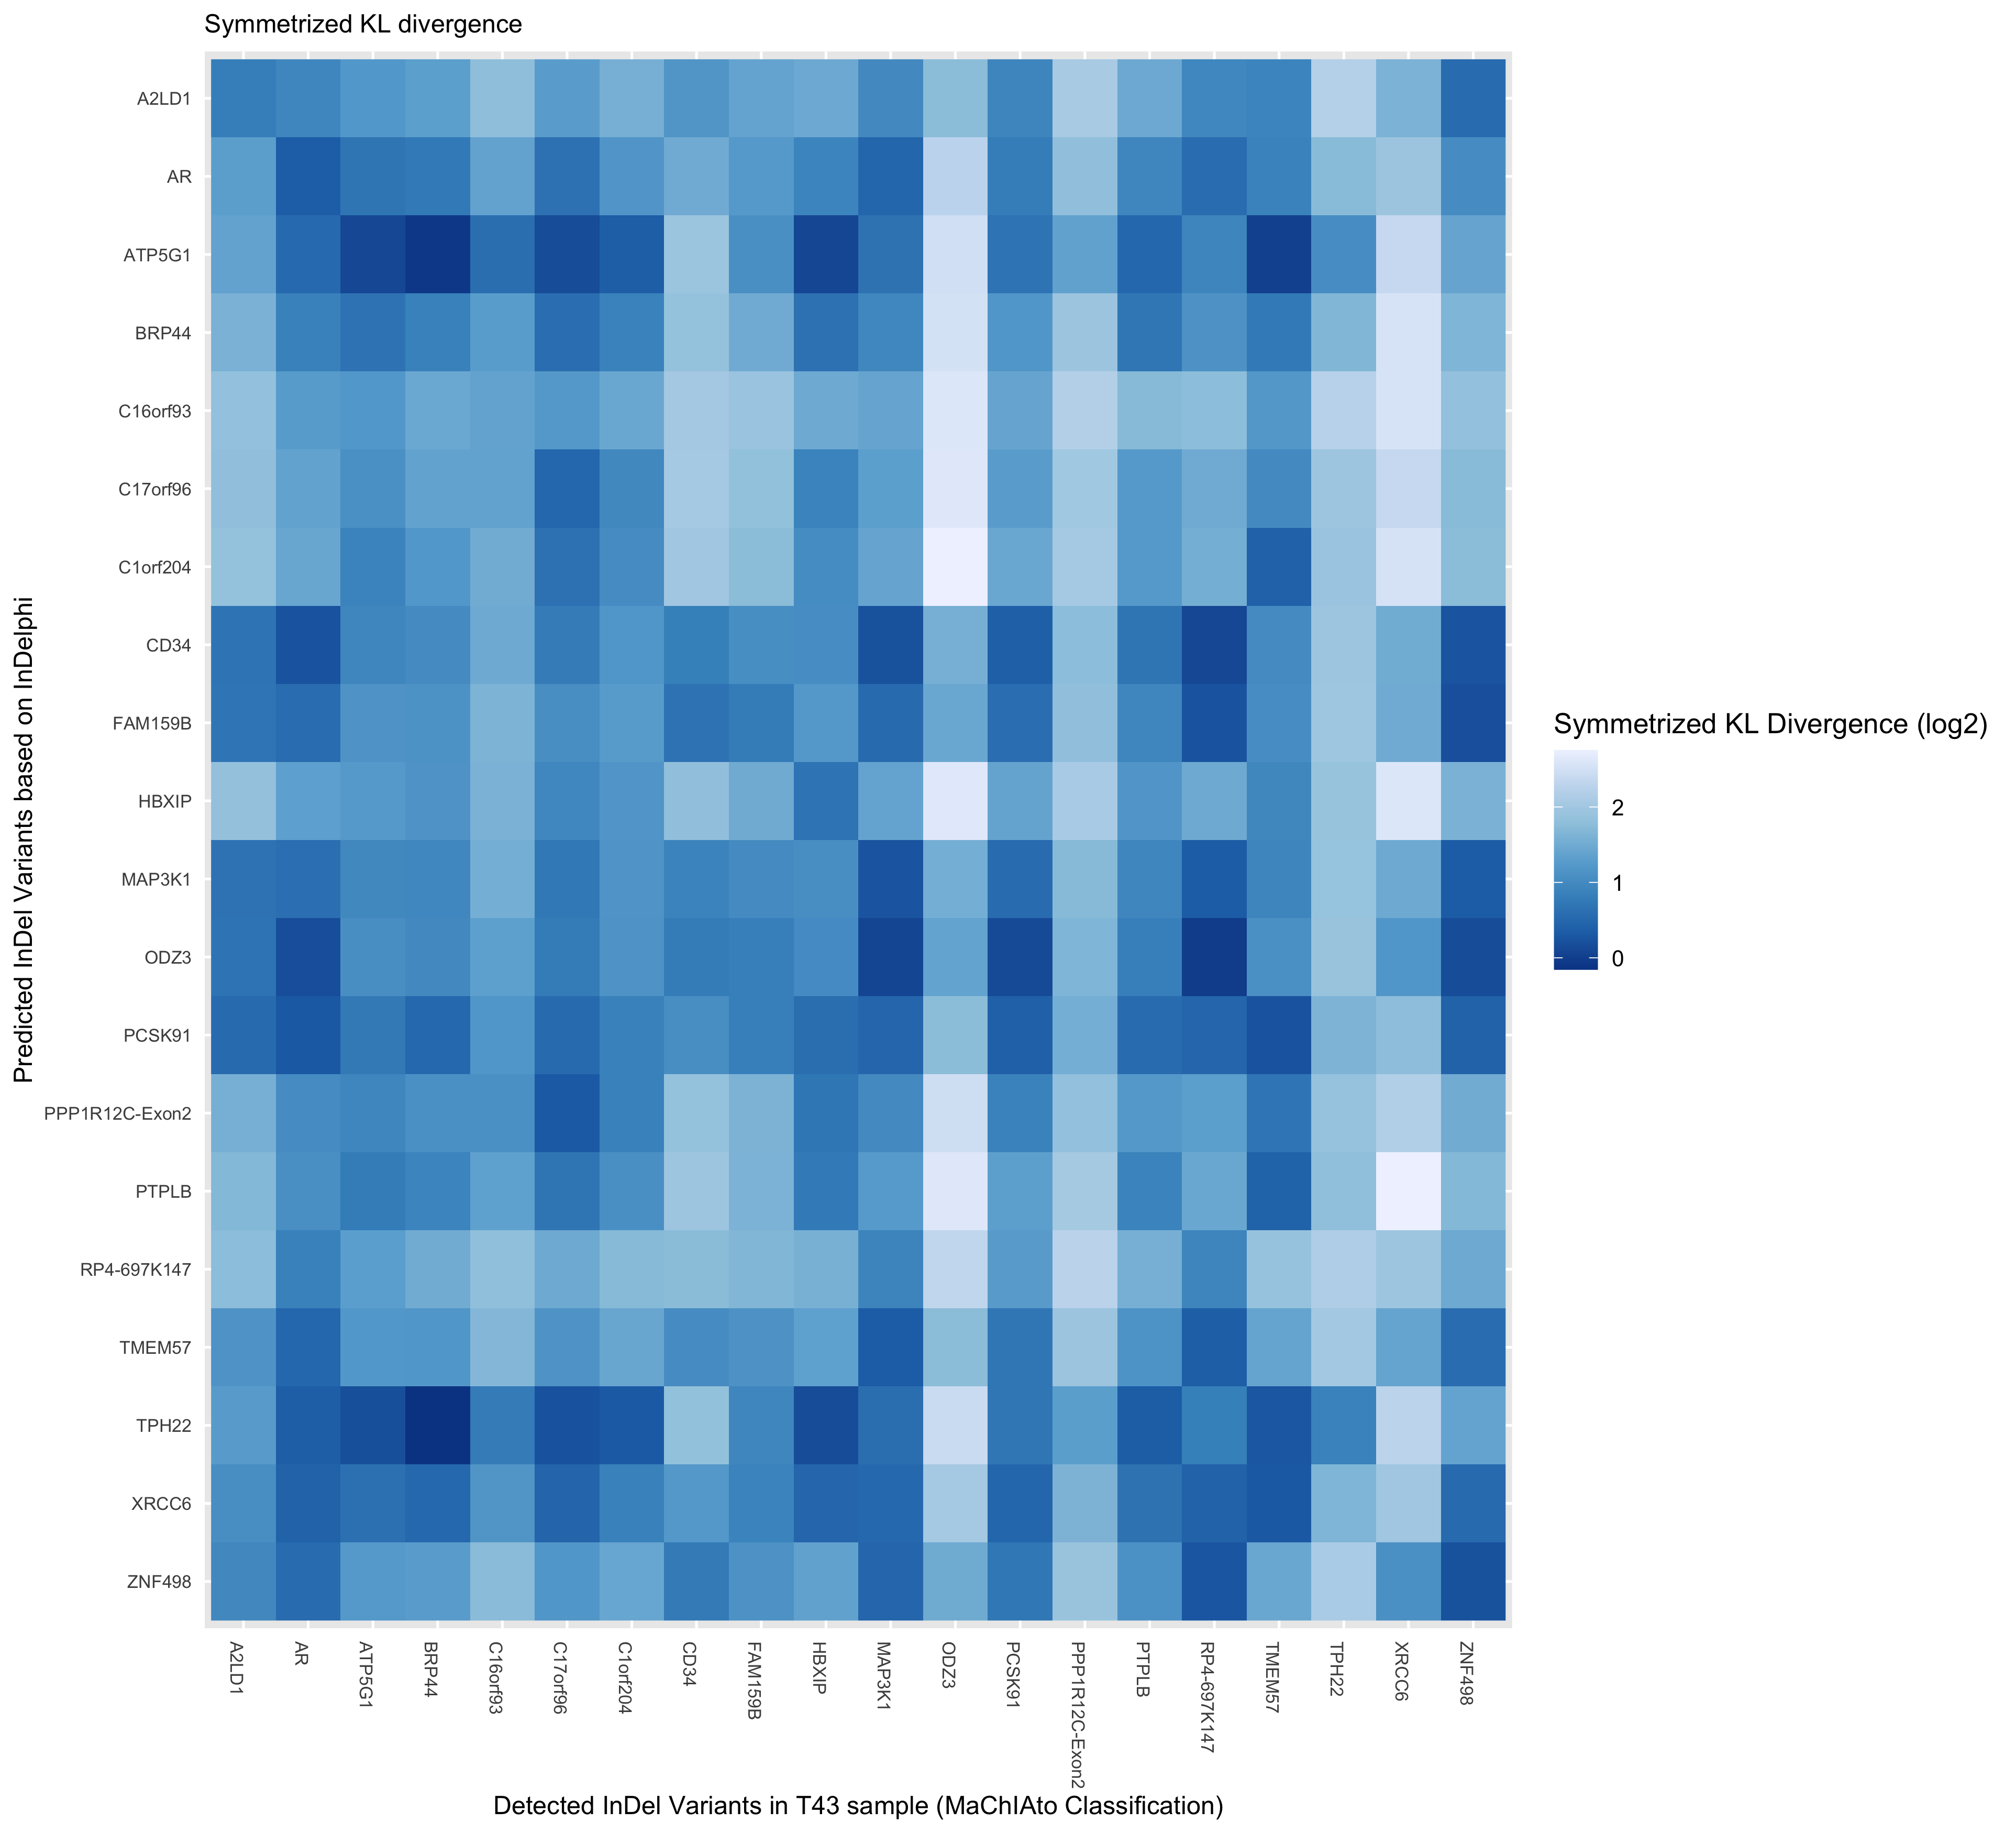 Symmetrized KL divergence
Predicted InDel Variants based on InDelphi
A2LD1
AR
ATP5G1
BRP44
C16orf93
C17orf96
C1orf204
CD34
FAM159B
HBXIP
MAP3K1
ODZ3
PCSK91
PPP1R12C-Exon2
PTPLB
RP4-697K147
TMEM57
TPH22
XRCC6
ZNF498
A2LD1
AR
ATP5G1
BRP44
C16orf93
C17orf96
C1orf204
CD34
FAM159B
HBXIP
MAP3K1
ODZ3
PCSK91
PPP1R12C-Exon2
PTPLB
RP4-697K147
TMEM57
TPH22
XRCC6
ZNF498
Detected InDel Variants in T43 sample (MaChIAto Classification)
Symmetrized KL Divergence (log2)
2
1
0